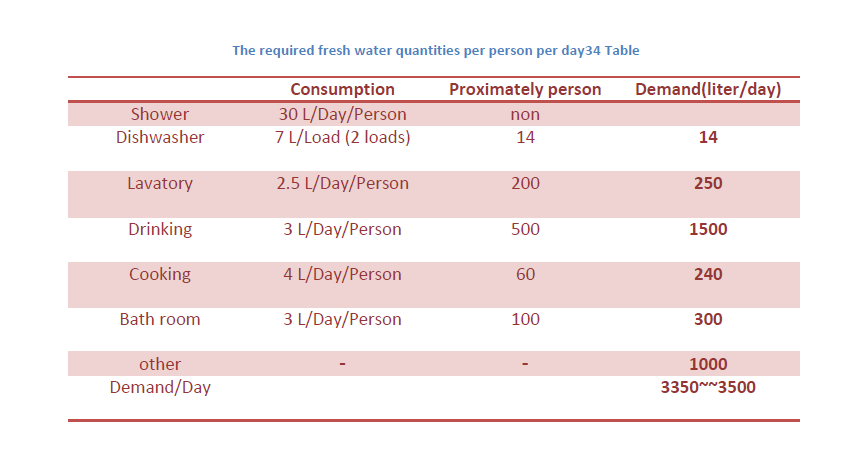 The required fresh water quantities per person per day34 Table
Consumption Proximately person Demand(liter/day)
Shower 30 L/Day/Person non
Dishwasher 7 L/Load (2 loads) 14 14
Lavatory 2.5 L/Day/Person 200 250
Drinking 3 L/Day/Person 500 1500
Cooking 4 L/Day/Person 60 240
Bath room 3 L/Day/Person 100 300
other - - 1000
Demand/Day 3350~~3500